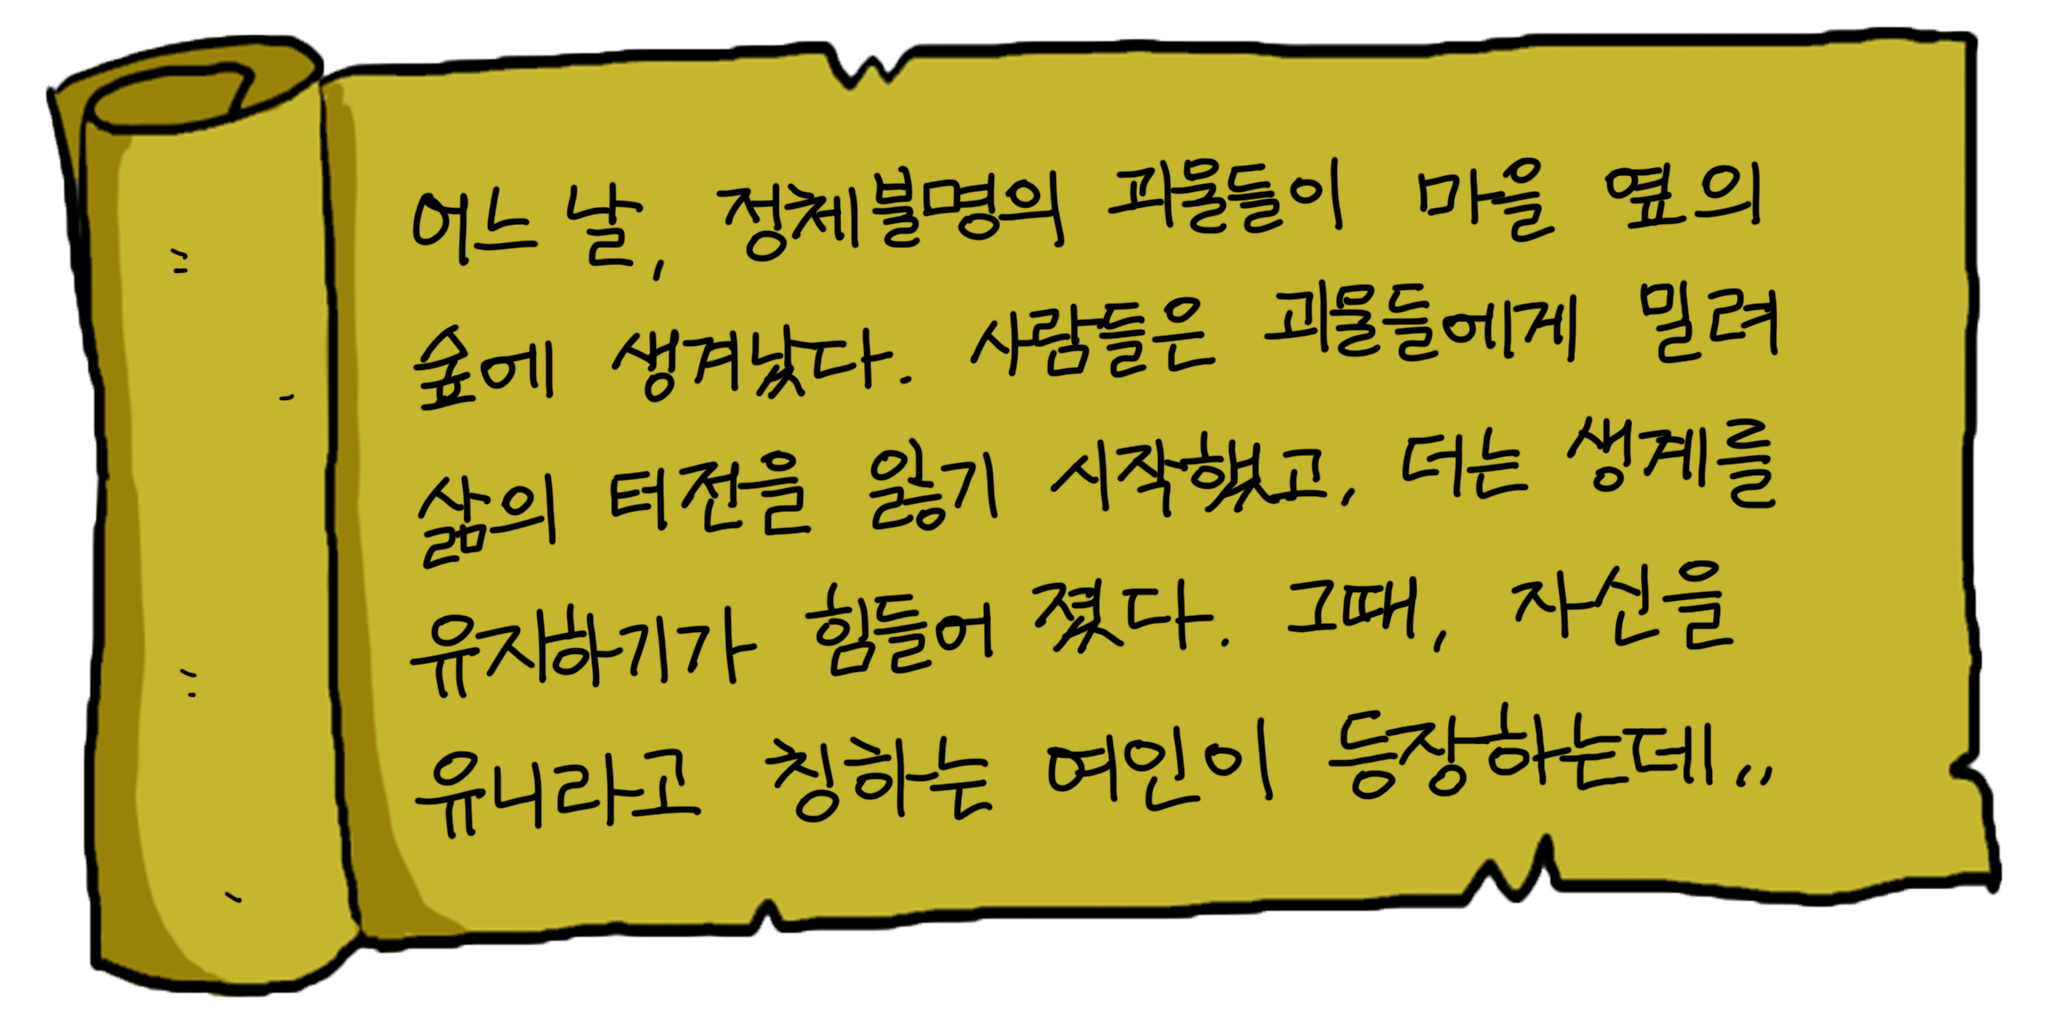 어느 날, 정체불명의 괴물들이 마을 옆의
숲에 생겨났다. 사람들은 괴물들에게 밀려
삶의 터전을 잃기 시작했고, 더는 생계를
유지하기가 힘들어 졌다. 그때, 자신을
유니라고 칭하는 여인이 등장하는데..